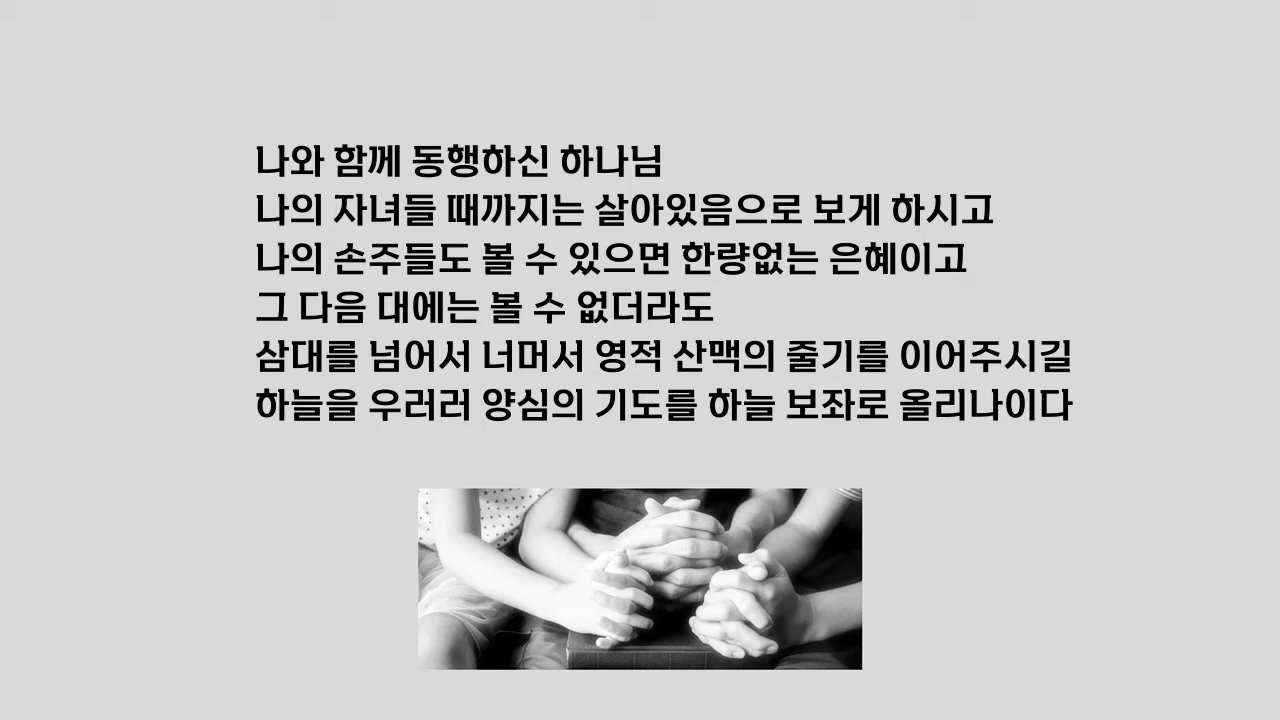 나와 함께 동행하신 하나님
나의 자녀들 때까지는 살아있음으로 보게 하시고
나의 손주들도 볼 수 있으면 한량없는 은혜이고
그 다음 대에는 볼 수 없더라도
삼대를 넘어서 너머서 영적 산맥의 줄기를 이어주시길
하늘을 우러러 양심의 기도를 하늘 보좌로 올리나이다